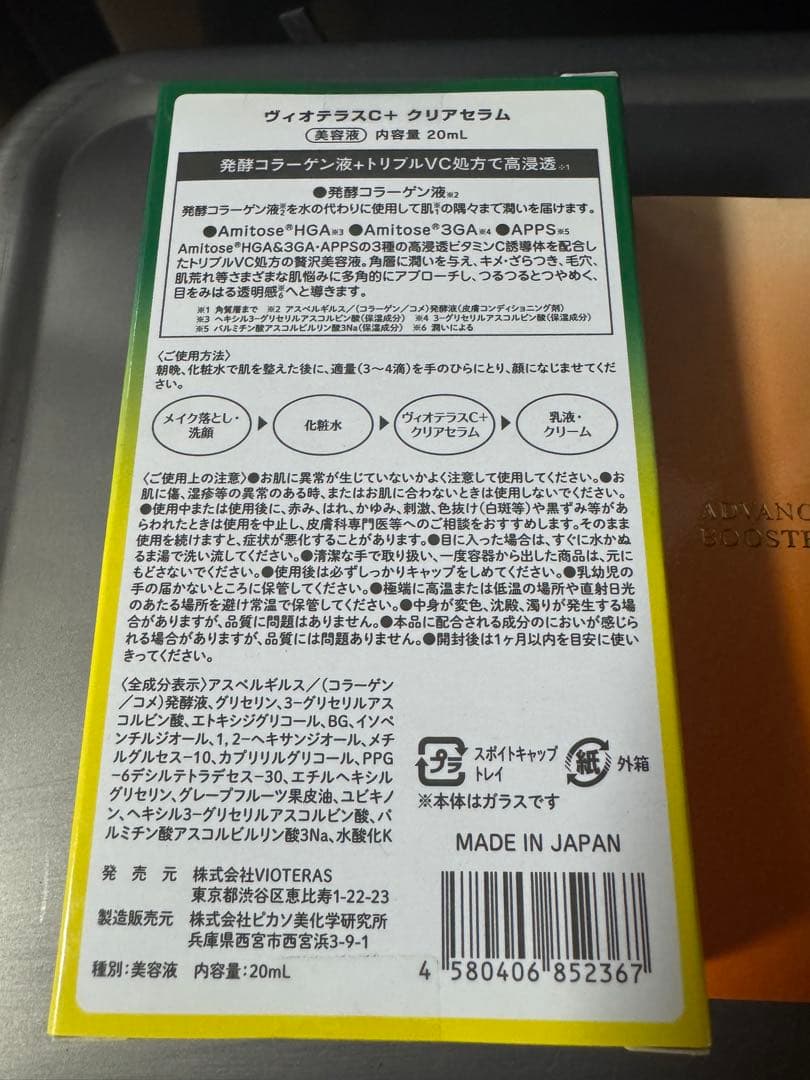 ヴィオテラスC+ クリアセラム
美容液 内容量 20mL
発酵コラーゲン液+トリプルVC処方で高浸透※1
●発酵コラーゲン液※2
発酵コラーゲン液※2を水の代わりに使用して肌※1の隅々まで潤いを届けます。
●Amitose®HGA※3 ●Amitose®3GA※4 ●APPS※5
Amitose®HGA&3GA・APPSの3種の高浸透ビタミンC誘導体を配合し
たトリプルVC処方の贅沢美容液。角層に潤いを与え、キメ・ざらつき、毛穴、
肌荒れ等さまざまな肌悩みに多角的にアプローチし、つるつるとつやめく、
目をみはる透明感※6へと導きます。
※1 角質層まで ※2 アスペルギルス/(コラーゲン/コメ)発酵液(皮膚コンディショニング剤)
※3 ヘキシル3-グリセリルアスコルビン酸(保湿成分) ※4 3-グリセリルアスコルビン酸(保湿成分)
※5 パルミチン酸アスコルビルリン酸3Na(保湿成分) ※6 潤いによる
〈ご使用方法〉
朝晩、化粧水で肌を整えた後に、適量(3〜4滴)を手のひらにとり、顔になじませてくだ
さい。
メイク落とし・
洗顔
化粧水
ヴィオテラスC+
クリアセラム
乳液・
クリーム
〈ご使用上の注意〉●お肌に異常が生じていないかよく注意して使用してください。●お
肌に傷、湿疹等の異常のある時、またはお肌に合わないときは使用しないでください。
●使用中または使用後に、赤み、はれ、かゆみ、刺激、色抜け(白斑等)や黒ずみ等があ
らわれたときは使用を中止し、皮膚科専門医等へのご相談をおすすめします。そのまま
使用を続けますと、症状が悪化することがあります。●目に入った場合は、すぐに水かぬ
るま湯で洗い流してください。●清潔な手で取り扱い、一度容器から出した商品は、元に
もどさないでください。●使用後は必ずしっかりキャップをしめてください。●乳幼児の
手の届かないところに保管してください。●極端に高温または低温の場所や直射日光
のあたる場所を避け常温で保管してください。●中身が変色、沈殿、濁りが発生する場
合がありますが、品質に問題はありません。●本品に配合される成分のにおいが感じら
れる場合がありますが、品質には問題ありません。●開封後は1ヶ月以内を目安に使い
きってください。
〈全成分表示〉アスペルギルス/(コラーゲン
/コメ)発酵液、グリセリン、3-グリセリルアス
コルビン酸、エトキシジグリコール、BG、イソペ
ンチルジオール、1,2-ヘキサンジオール、メチ
ルグルセス-10、カプリリルグリコール、PPG
-6デシルテトラデセス-30、エチルヘキシル
グリセリン、グレープフルーツ果皮油、ユビキノ
ン、ヘキシル3-グリセリルアスコルビン酸、パ
ルミチン酸アスコルビルリン酸3Na、水酸化K
プラ
スポイトキャップ
トレイ
紙
外箱
※本体はガラスです
MADE IN JAPAN
発売元 株式会社VIOTERAS
東京都渋谷区恵比寿1-22-23
製造販売元 株式会社ピカソ美化学研究所
兵庫県西宮市西宮浜3-9-1
種別:美容液 内容量:20mL
4 580406 852367
ADVANC
BOOSTE